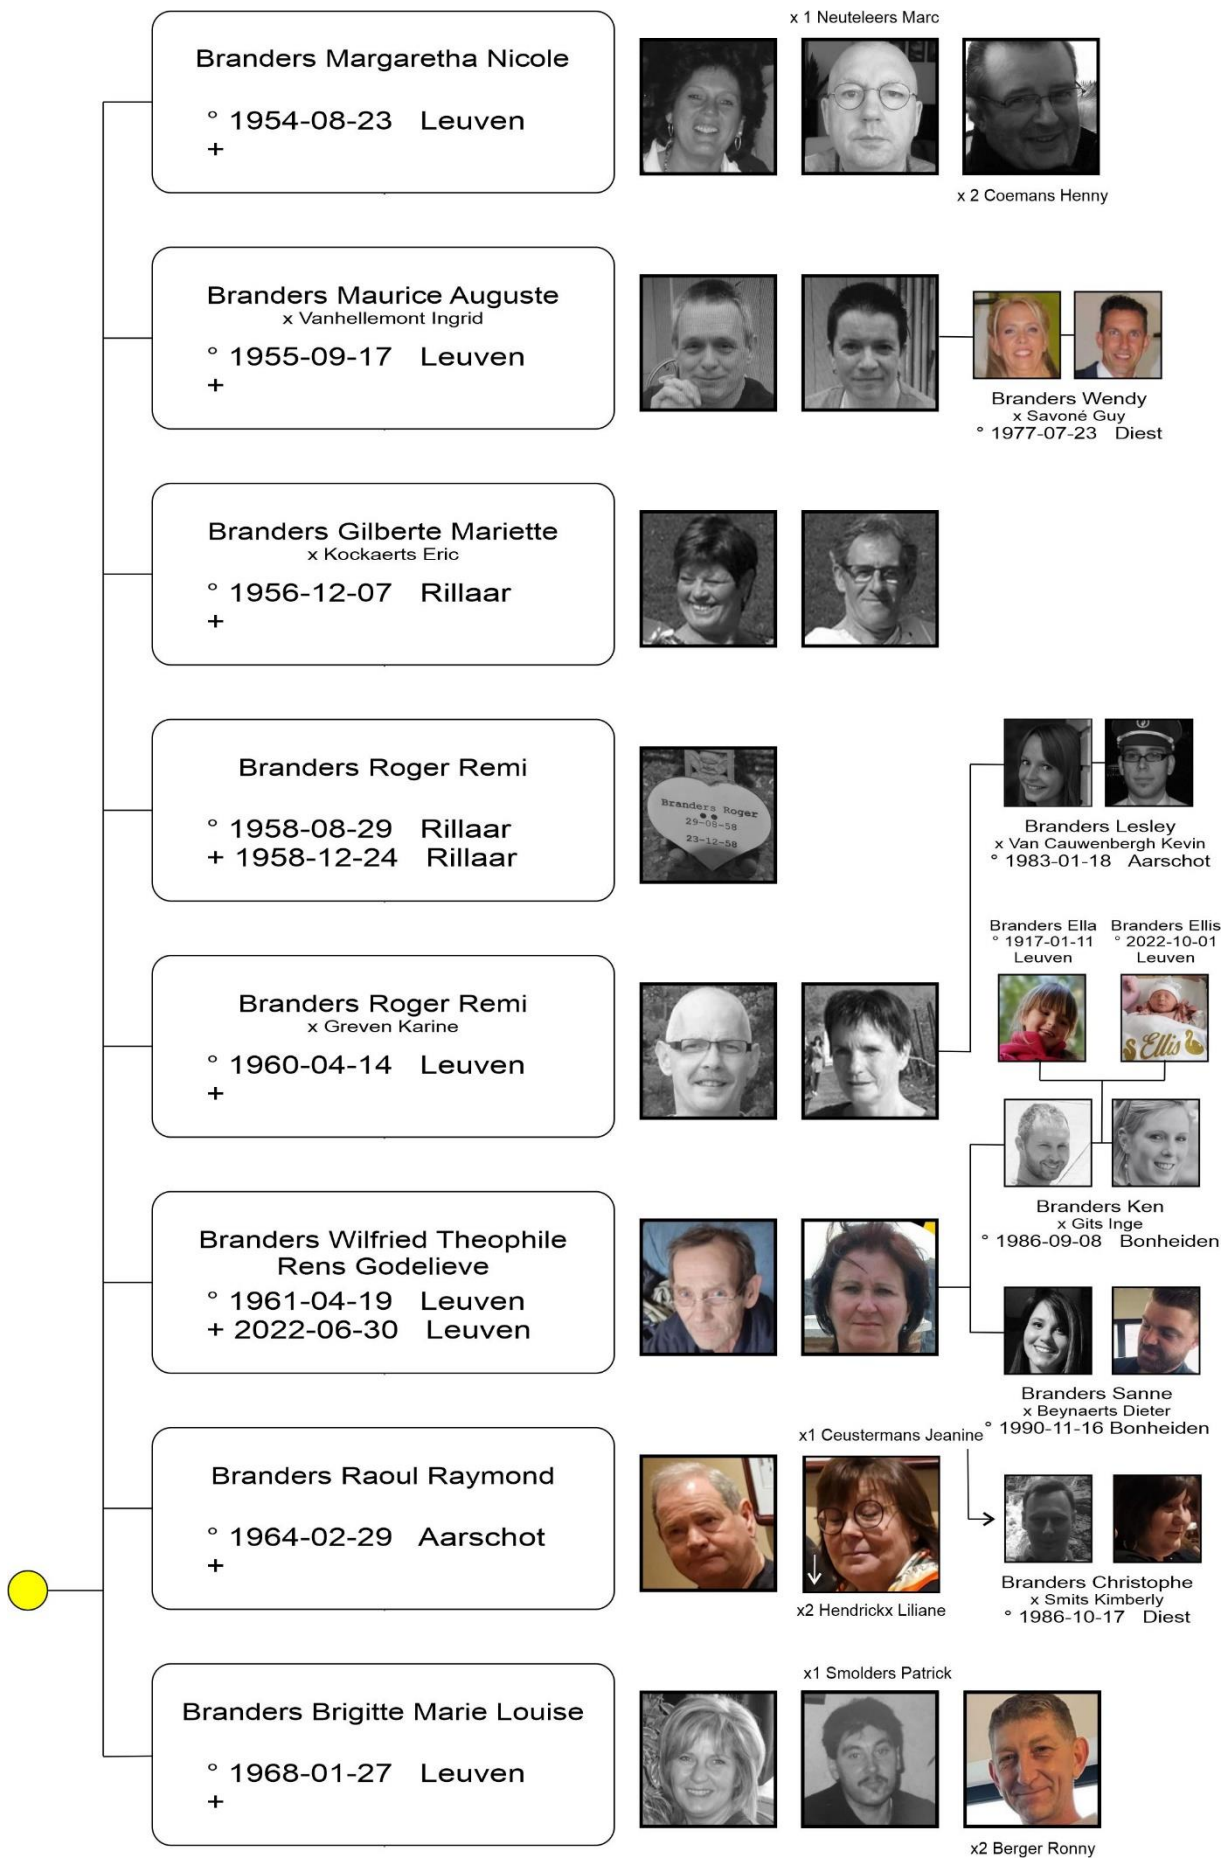 x 1 Neuteleers Marc
Branders Margaretha Nicole
° 1954-08-23 Leuven
+
x 2 Coemans Henny
Branders Maurice Auguste
x Vanhellemont Ingrid
° 1955-09-17 Leuven
+
Branders Wendy
x Savoné Guy
° 1977-07-23 Diest
Branders Gilberte Mariette
x Kockaerts Eric
° 1956-12-07 Rillaar
+
Branders Roger Remi
° 1958-08-29 Rillaar
+ 1958-12-24 Rillaar
Branders Roger
29-08-58
23-12-58
Branders Lesley
x Van Cauwenbergh Kevin
° 1983-01-18 Aarschot
Branders Roger Remi
x Greven Karine
° 1960-04-14 Leuven
+
Branders Ella
° 1917-01-11
Leuven
Branders Ellis
° 2022-10-01
Leuven
Ellis
Branders Ken
x Gits Inge
° 1986-09-08 Bonheiden
Branders Wilfried Theophile
Rens Godelieve
° 1961-04-19 Leuven
+ 2022-06-30 Leuven
Branders Sanne
x Beynaerts Dieter
° 1990-11-16 Bonheiden
Branders Raoul Raymond
° 1964-02-29 Aarschot
+
x1 Ceustermans Jeanine
x2 Hendrickx Liliane
Branders Christophe
x Smits Kimberly
° 1986-10-17 Diest
Branders Brigitte Marie Louise
° 1968-01-27 Leuven
+
x1 Smolders Patrick
x2 Berger Ronny